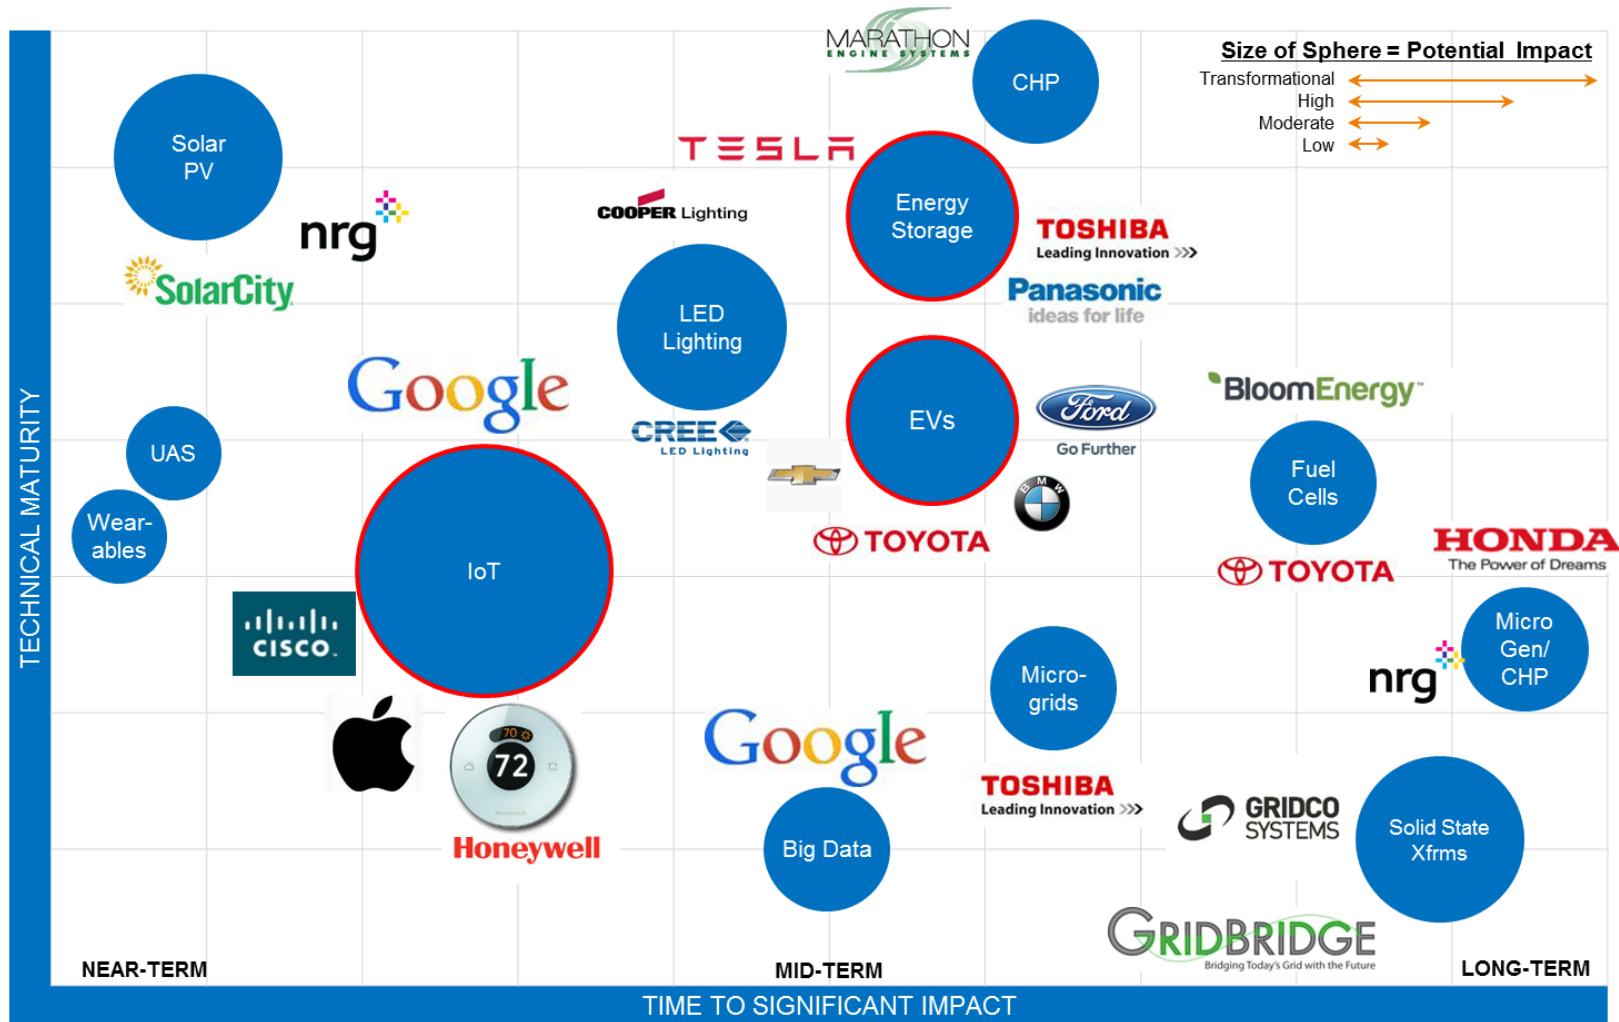 MARATHON
ENGINE SYSTEMS
CHP
Size of Sphere = Potential Impact
Transformational
High
Moderate
Low
Solar
PV
TESLA
nrg
COOPER Lighting
Energy
Storage
TOSHIBA
Leading Innovation >>>
SolarCity
Panasonic
ideas for life
LED
Lighting
Google
BloomEnergy™
EVs
Ford
Go Further
CREE
LED Lighting
UAS
Fuel
Cells
BMW
Wear-
ables
TOYOTA
HONDA
The Power of Dreams
TOYOTA
IoT
CISCO.
Micro
Gen/
CHP
nrg
Micro-
grids
Google
70
72
Honeywell
TOSHIBA
Leading Innovation >>>
GRIDCO
SYSTEMS
Solid State
Xfrms
Big Data
Honeywell
GRIDBRIDGE
Bridging Today's Grid with the Future
TECHNICAL MATURITY
NEAR-TERM
MID-TERM
LONG-TERM
TIME TO SIGNIFICANT IMPACT